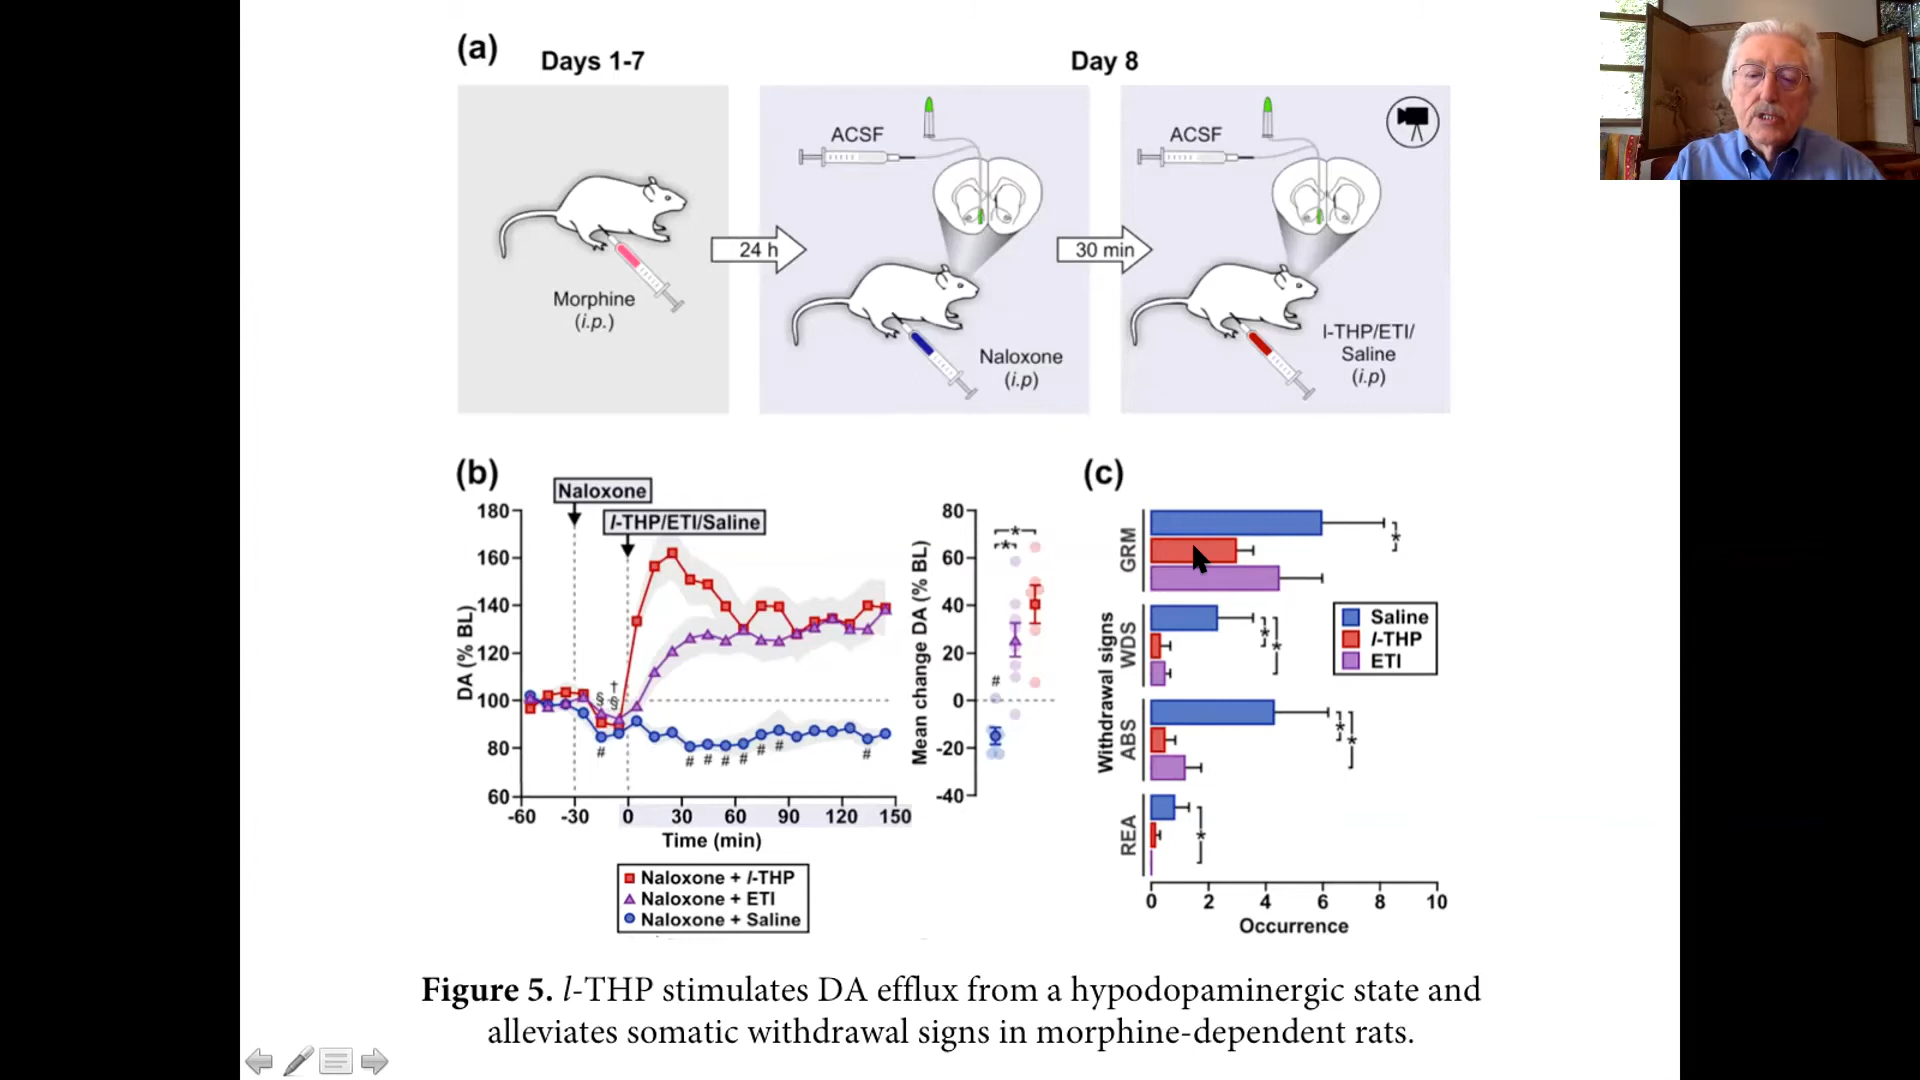 (a)
Days 1-7
Day 8
ACSF
ACSF
24 h
30 min
Morphine
(i.p.)
Naloxone
(i.p)
l-THP/ETI/
Saline
(i.p)
(b)
Naloxone
l-THP/ETI/Saline
DA (% BL)
180
160
140
120
100
80
60
§
†
§
#
# # # # # # #
-60 -30 0 30 60 90 120 150
Time (min)
Naloxone + l-THP
Naloxone + ETI
Naloxone + Saline
Mean change DA (% BL)
80
60
40
20
0
-20
-40
*
*
#
(c)
Withdrawal signs
GRM
*
WDS
*
*
ABS
*
*
REA
*
Saline
l-THP
ETI
0 2 4 6 8 10
Occurrence
Figure 5. l-THP stimulates DA efflux from a hypodopaminergic state and
alleviates somatic withdrawal signs in morphine-dependent rats.